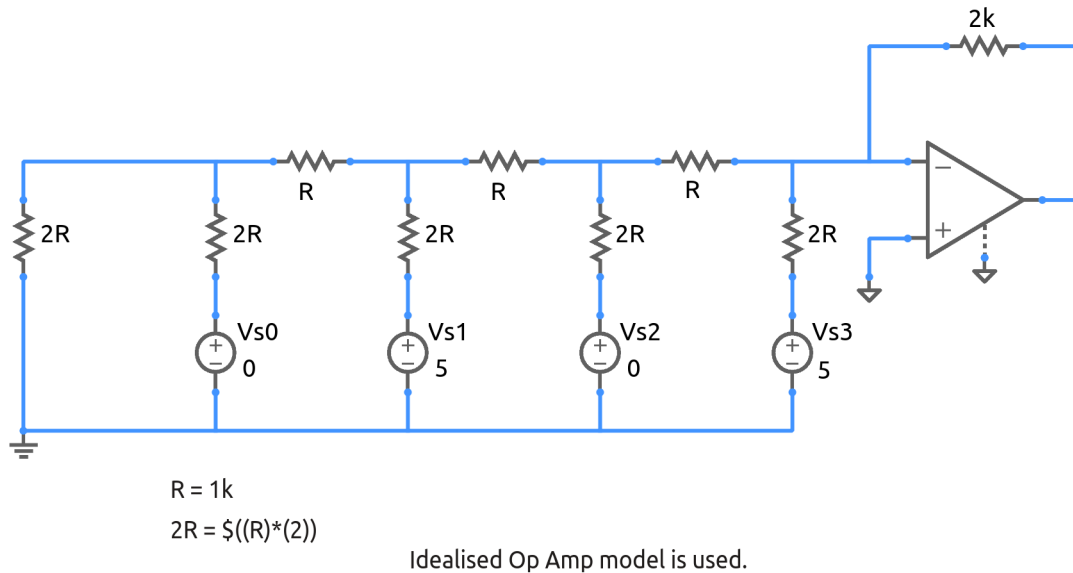 2k
R
R
R
2R
2R
2R
2R
2R
−
+
Vs0
+
−
0
Vs1
+
−
5
Vs2
+
−
0
Vs3
+
−
5
R = 1k
2R = $((R)*(2))
Idealised Op Amp model is used.